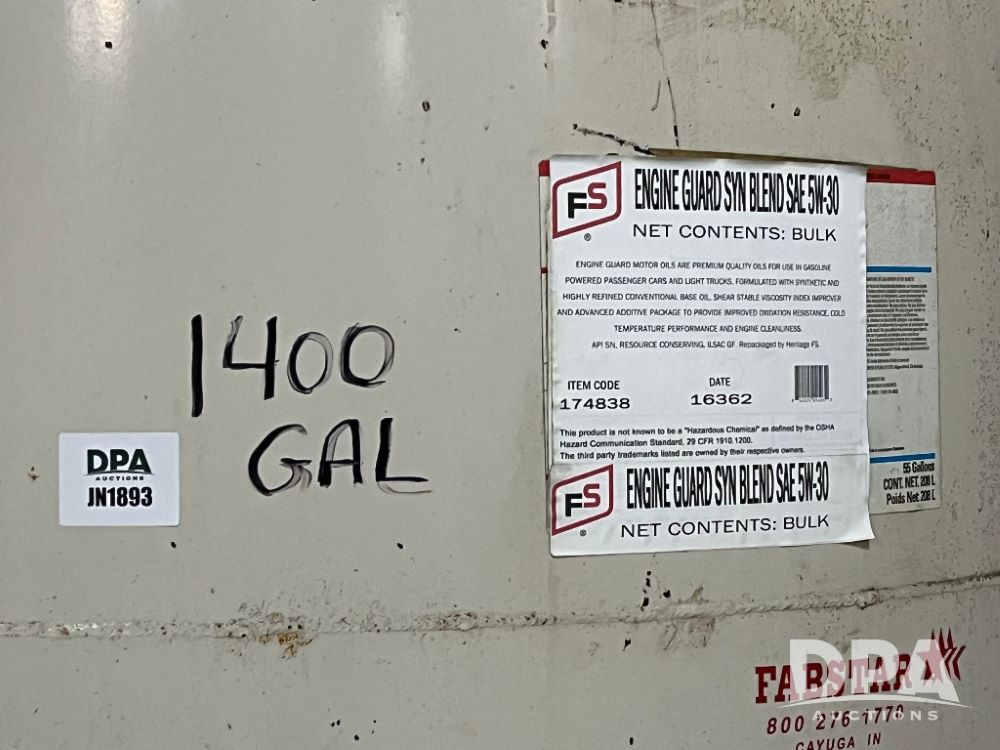 1400
GAL
DPA
AUCTIONS
JN1893
FS
ENGINE GUARD SYN BLEND SAE 5W-30
NET CONTENTS: BULK
ENGINE GUARD MOTOR OILS ARE PREMIUM QUALITY OILS FOR USE IN GASOLINE
POWERED PASSENGER CARS AND LIGHT TRUCKS. FORMULATED WITH SYNTHETIC AND
HIGHLY REFINED CONVENTIONAL BASE OIL, SHEAR STABLE VISCOSITY INDEX IMPROVER
AND ADVANCED ADDITIVE PACKAGE TO PROVIDE IMPROVED OXIDATION RESISTANCE, COLD
TEMPERATURE PERFORMANCE AND ENGINE CLEANLINESS.
API SN, RESOURCE CONSERVING, ILSAC GF. Repackaged by Heritage FS.
ITEM CODE
174838
DATE
16362
This product is not known to be a "Hazardous Chemical" as defined by the OSHA
Hazard Communication Standard, 29 CFR 1910.1200.
The third party trademarks listed are owned by their respective owners.
FS
ENGINE GUARD SYN BLEND SAE 5W-30
NET CONTENTS: BULK
55 Gallons
CONT. NET. 208 L
Poids Net 208 L
FABSTAR
800 276 1770
CAYUGA IN
DPA
AUCTIONS